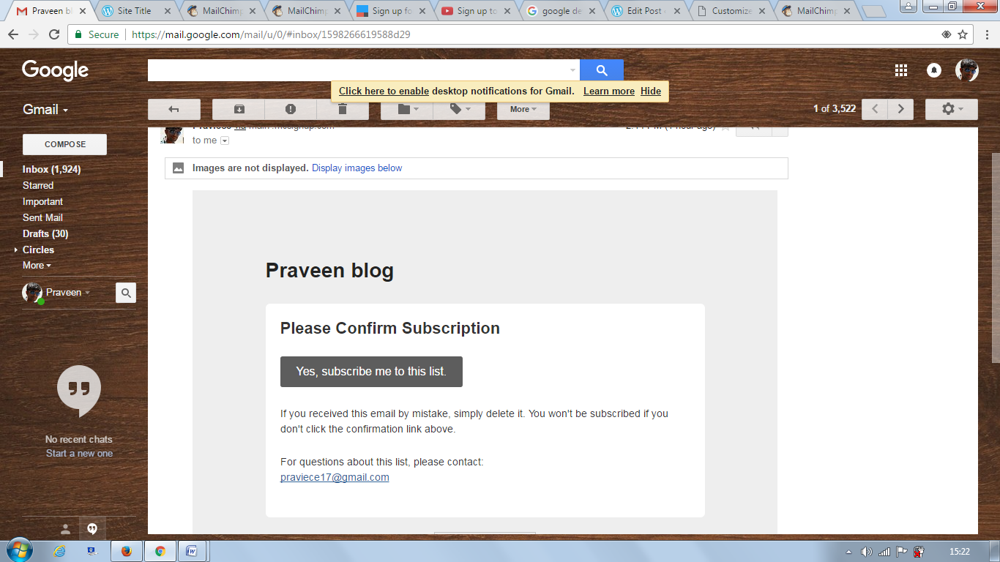 Praveen bl
Site Title
MailChimp
MailChimp
Sign up fo
Sign up to
google de
Edit Post
Customize
MailChimp
Secure
https://mail.google.com/mail/u/0/#inbox/1598266619588d29
Google
Click here to enable desktop notifications for Gmail. Learn more Hide
Gmail
More
1 of 3,522
COMPOSE
to me
Images are not displayed. Display images below
Inbox (1,924)
Starred
Important
Sent Mail
Drafts (30)
Circles
More
Praveen
No recent chats
Start a new one
Praveen blog
Please Confirm Subscription
Yes, subscribe me to this list.
If you received this email by mistake, simply delete it. You won't be subscribed if you
don't click the confirmation link above.
For questions about this list, please contact:
praviece17@gmail.com
15:22